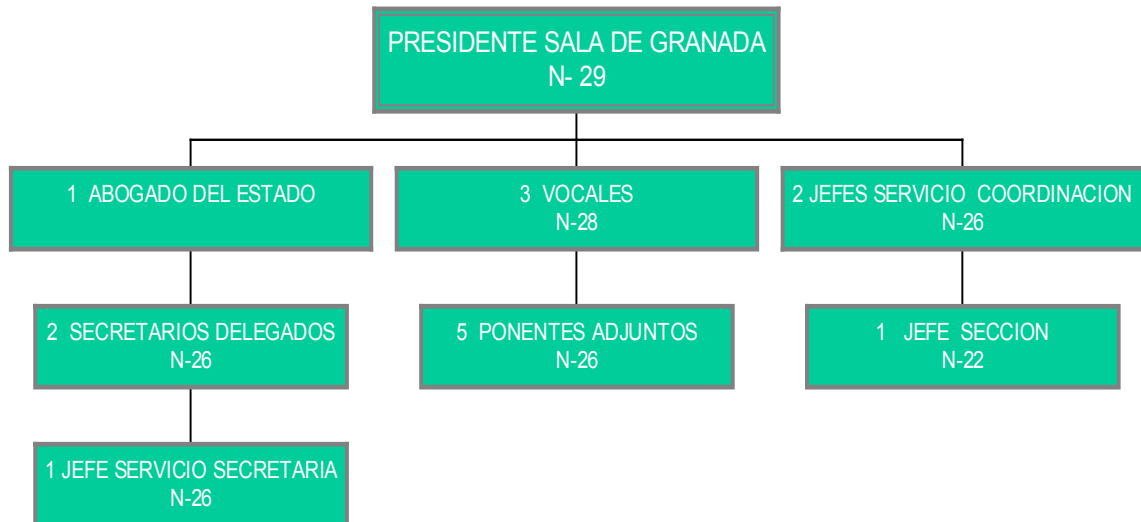 PRESIDENTE SALA DE GRANADA
N- 29
1 ABOGADO DEL ESTADO
3 VOCALES
N-28
2 JEFES SERVICIO COORDINACION
N-26
2 SECRETARIOS DELEGADOS
N-26
5 PONENTES ADJUNTOS
N-26
1 JEFE SECCION
N-22
1 JEFE SERVICIO SECRETARIA
N-26